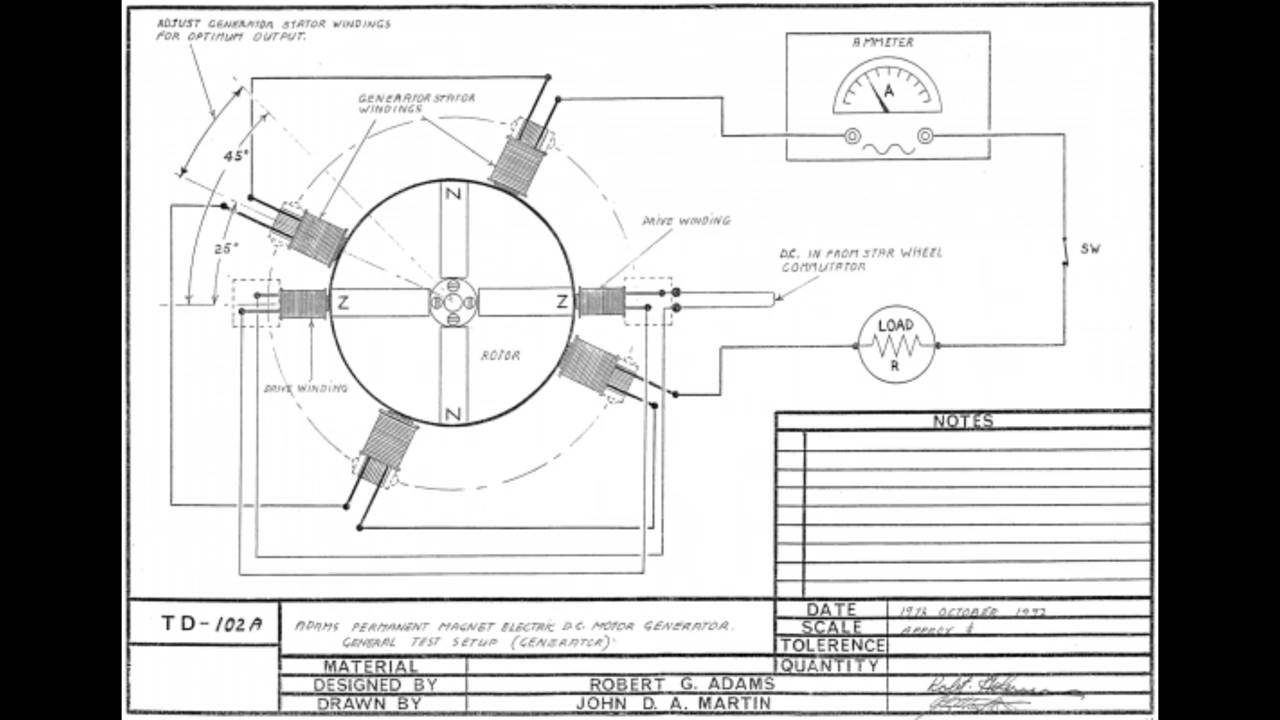 ADJUST GENERATOR STATOR WINDINGS
FOR OPTIMUM OUTPUT.
AMMETER
A
GENERATOR STATOR
WINDINGS
45°
25°
N
DRIVE WINDING
D.C. IN FROM STAR WHEEL
COMMUTATOR
SW
N
N
LOAD
R
ROTOR
DRIVE WINDING
N
NOTES
TD-102A
ADAMS PERMANENT MAGNET ELECTRIC D.C. MOTOR GENERATOR.
GENERAL TEST SETUP (GENERATOR)
MATERIAL
DESIGNED BY ROBERT G. ADAMS
DRAWN BY JOHN D. A. MARTIN
DATE OCTOBER
SCALE APPROX
TOLERENCE
QUANTITY